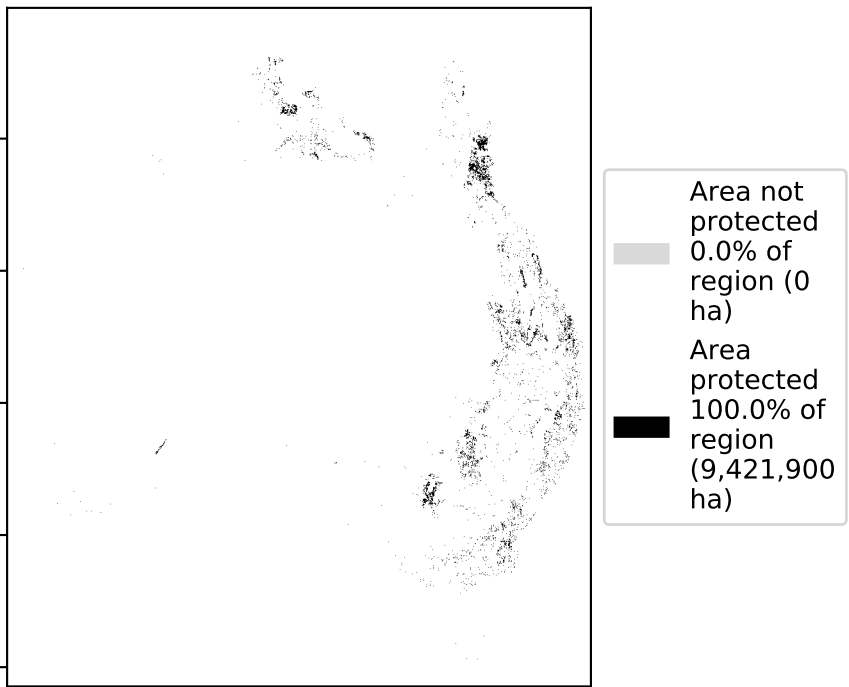 Area not
protected
0.0% of
region (0
ha)
Area
protected
100.0% of
region
(9,421,900
ha)